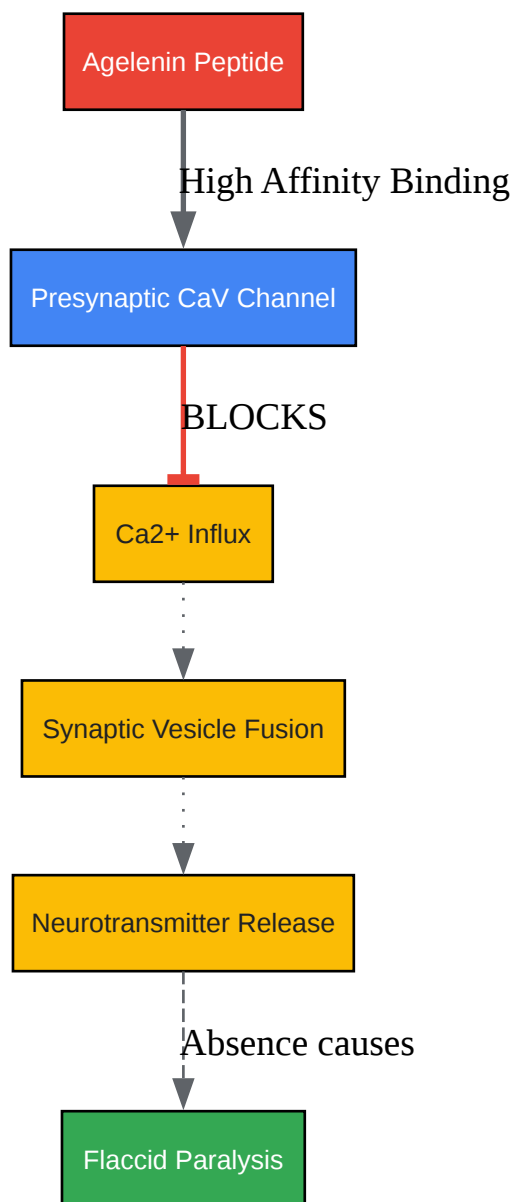 Agelenin Peptide
High Affinity Binding
Presynaptic CaV Channel
BLOCKS
Ca2+ Influx
Synaptic Vesicle Fusion
Neurotransmitter Release
Absence causes
Flaccid Paralysis